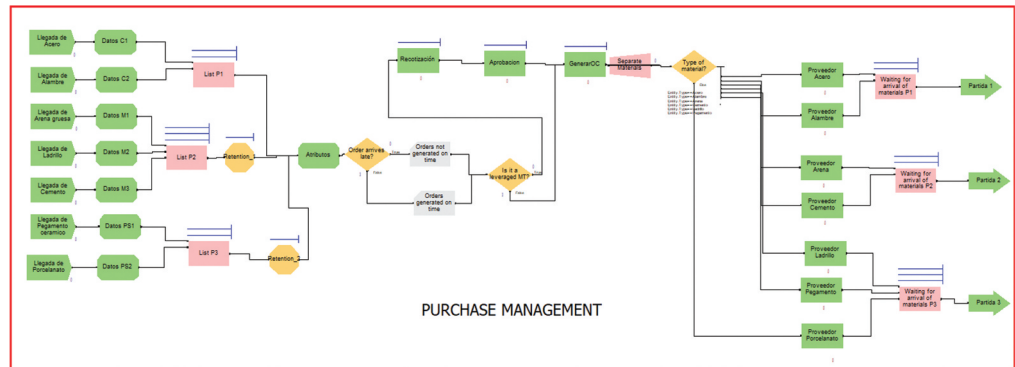 Llegada de
Acero
Datos C1
Llegada de
Alambre
Datos C2
List P1
Llegada de
Arena gruesa
Datos M1
Llegada de
Ladrillo
Datos M2
Llegada de
Cemento
Datos M3
List P2
Retention_1
Llegada de
Pegamento
ceramico
Datos PS1
Llegada de
Porcelanato
Datos PS2
List P3
Retention_2
Atributos
Order arrives
late?
True
False
Orders not
generated on
time
Orders
generated on
time
Is it a
leveraged MT?
True
False
Recotización
Aprobacion
GenerarOC
Separate
Materials
Type of
material?
Else
Proveedor
Acero
Proveedor
Alambre
Waiting for
arrival of
materials P1
Partida 1
Proveedor
Arena
Proveedor
Cemento
Waiting for
arrival of
materials P2
Partida 2
Proveedor
Ladrillo
Proveedor
Pegamento
Proveedor
Porcelanato
Waiting for
arrival of
materials P3
Partida 3
PURCHASE MANAGEMENT